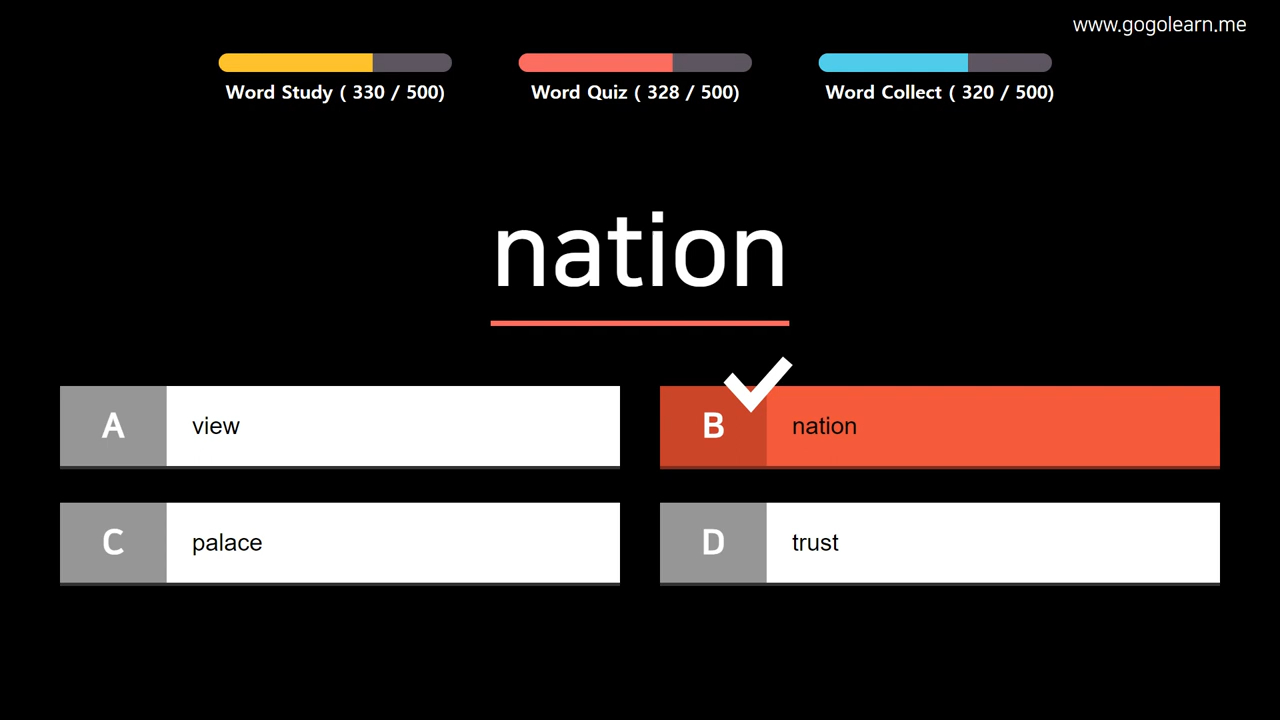 www.gogolearn.me
Word Study ( 330 / 500)
Word Quiz ( 328 / 500)
Word Collect ( 320 / 500)
nation
A view
B nation
C palace
D trust